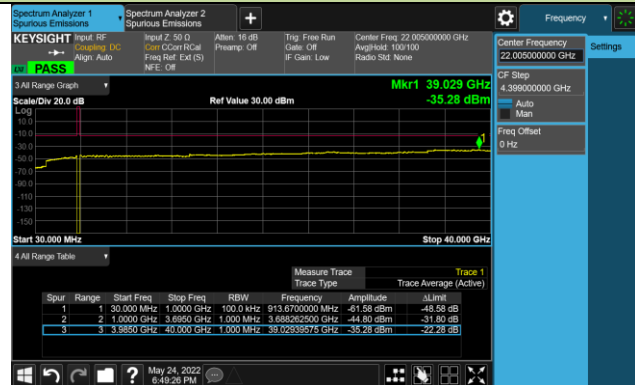 Spectrum Analyzer 1
Spurious Emissions
Spectrum Analyzer 2
Spurious Emissions
+
Frequency
KEYSIGHT
Input: RF
Coupling: DC
Align: Auto
Input Z: 50 Ω
Corr CCorr RCal
Freq Ref: Ext (S)
NFE: Off
Atten: 16 dB
Preamp: Off
Trig: Free Run
Gate: Off
IF Gain: Low
Center Freq: 22.005000000 GHz
Avg|Hold: 100/100
Radio Std: None
PASS
Center Frequency
22.005000000 GHz
Settings
CF Step
4.399000000 GHz
Auto
Man
Freq Offset
0 Hz
3 All Range Graph
Mkr1 39.029 GHz
-35.28 dBm
Scale/Div 20.0 dB
Ref Value 30.00 dBm
Log
10.0
-10.0
-30.0
-50.0
-70.0
-90.0
-110
-130
-150
1
Start 30.000 MHz
Stop 40.000 GHz
4 All Range Table
Measure Trace Trace 1
Trace Type Trace Average (Active)
Spur Range Start Freq Stop Freq RBW Frequency Amplitude ΔLimit
1 1 30.000 MHz 1.0000 GHz 100.0 kHz 913.6700000 MHz -61.58 dBm -48.58 dB
2 2 1.0000 GHz 3.6950 GHz 1.000 MHz 3.688262500 GHz -44.80 dBm -31.80 dB
3 3 3.9850 GHz 40.000 GHz 1.000 MHz 39.02939575 GHz -35.28 dBm -22.28 dB
?
May 24, 2022
6:49:26 PM